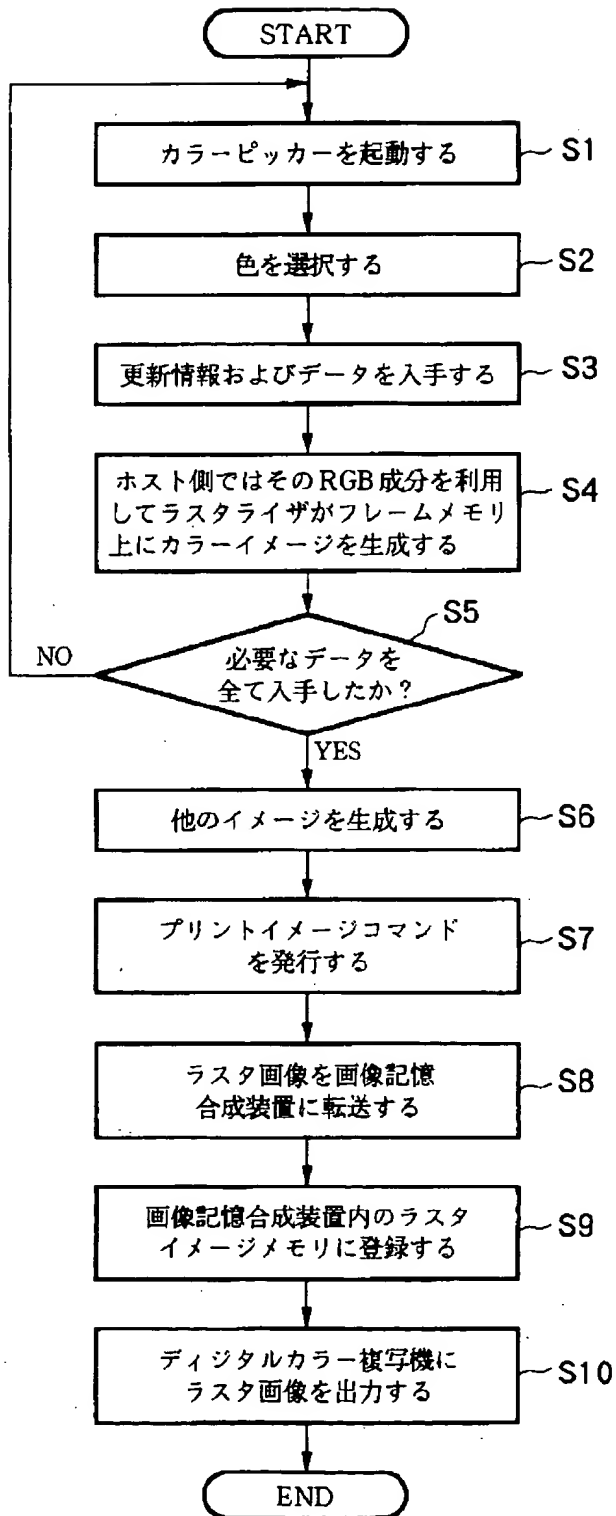 START
カラーピッカーを起動する
S1
色を選択する
S2
更新情報およびデータを入手する
S3
ホスト側ではそのRGB成分を利用
してラスタライザがフレームメモリ
上にカラーイメージを生成する
S4
S5
必要なデータを
全て入手したか？
NO
YES
他のイメージを生成する
S6
プリントイメージコマンド
を発行する
S7
ラスタ画像を画像記憶
合成装置に転送する
S8
画像記憶合成装置内のラスタ
イメージメモリに登録する
S9
ディジタルカラー複写機に
ラスタ画像を出力する
S10
END